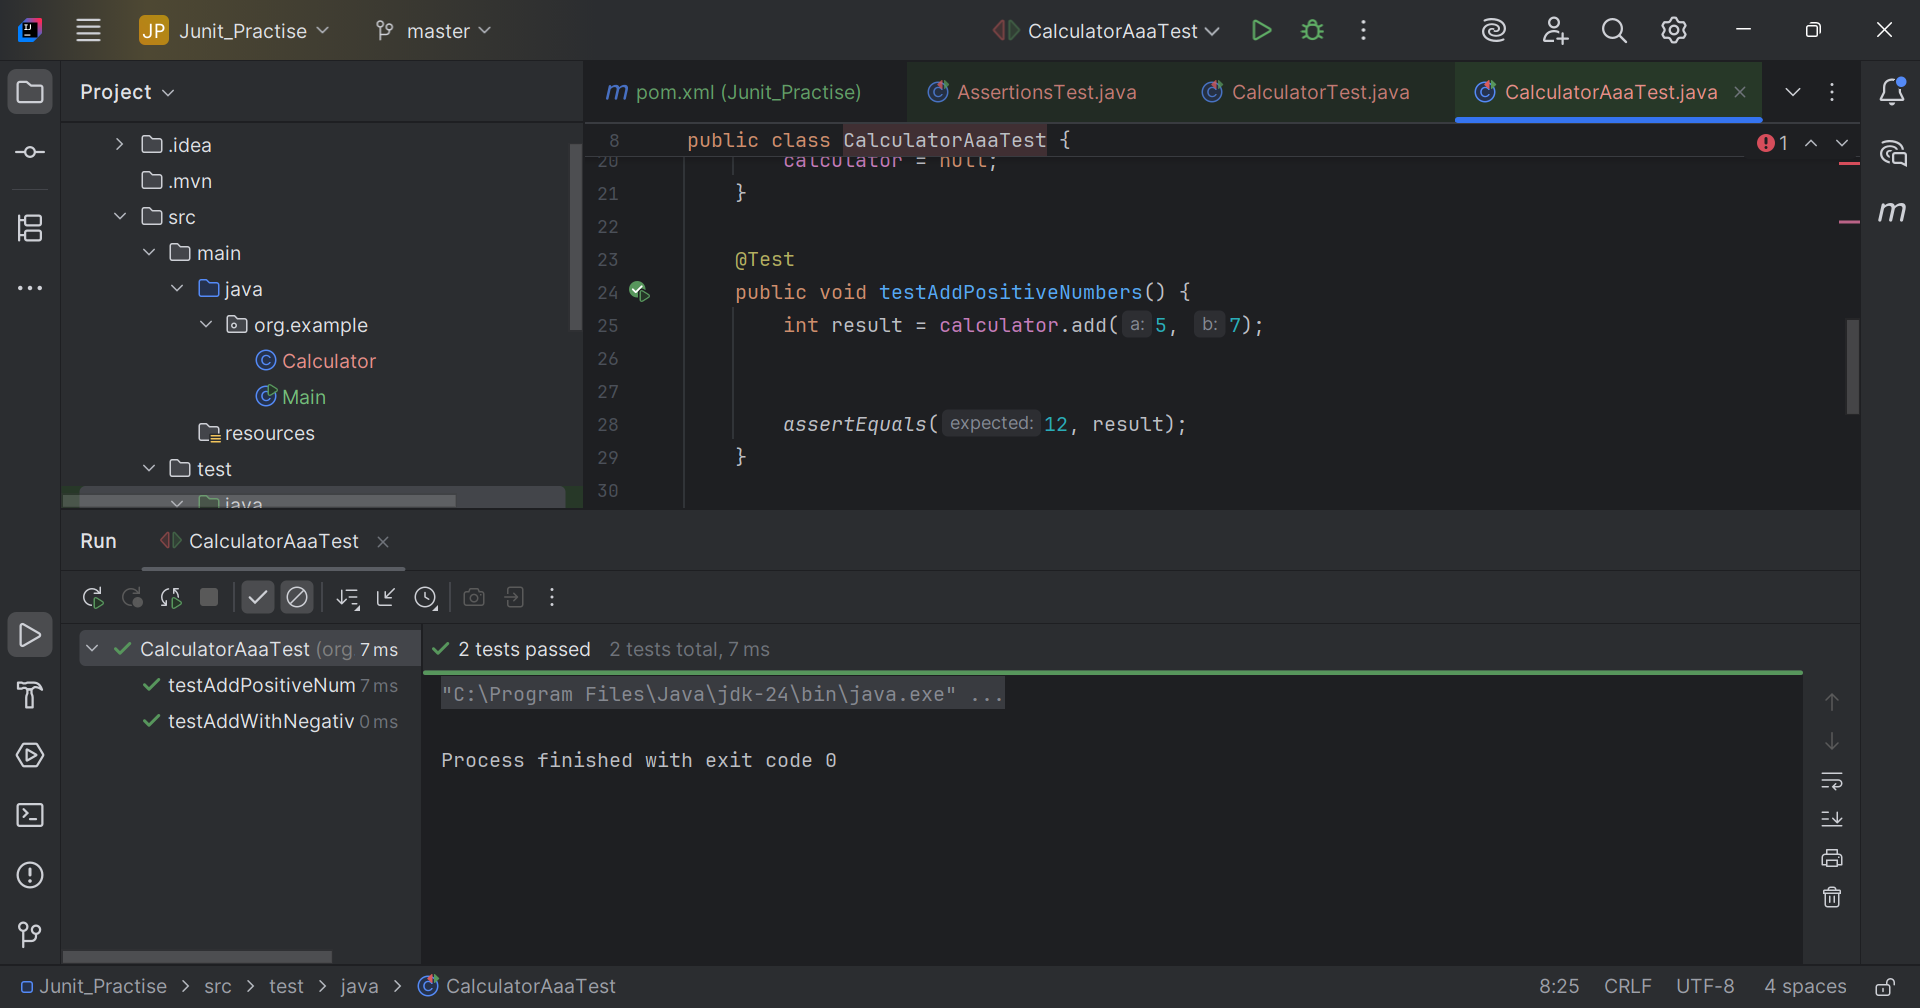 JP Junit_Practise master CalculatorAaaTest
Project
pom.xml (Junit_Practise) AssertionsTest.java CalculatorTest.java CalculatorAaaTest.java
.idea
.mvn
src
main
java
org.example
Calculator
Main
resources
test
java
8 public class CalculatorAaaTest { 1
20 calculator = null;
21 }
22
23 @Test
24 public void testAddPositiveNumbers() {
25 int result = calculator.add( a: 5, b: 7);
26
27
28 assertEquals( expected: 12, result);
29 }
30
Run CalculatorAaaTest
CalculatorAaaTest (org 7 ms
testAddPositiveNum 7 ms
testAddWithNegativ 0 ms
2 tests passed 2 tests total, 7 ms
"C:\Program Files\Java\jdk-24\bin\java.exe" ...
Process finished with exit code 0
Junit_Practise > src > test > java > CalculatorAaaTest 8:25 CRLF UTF-8 4 spaces